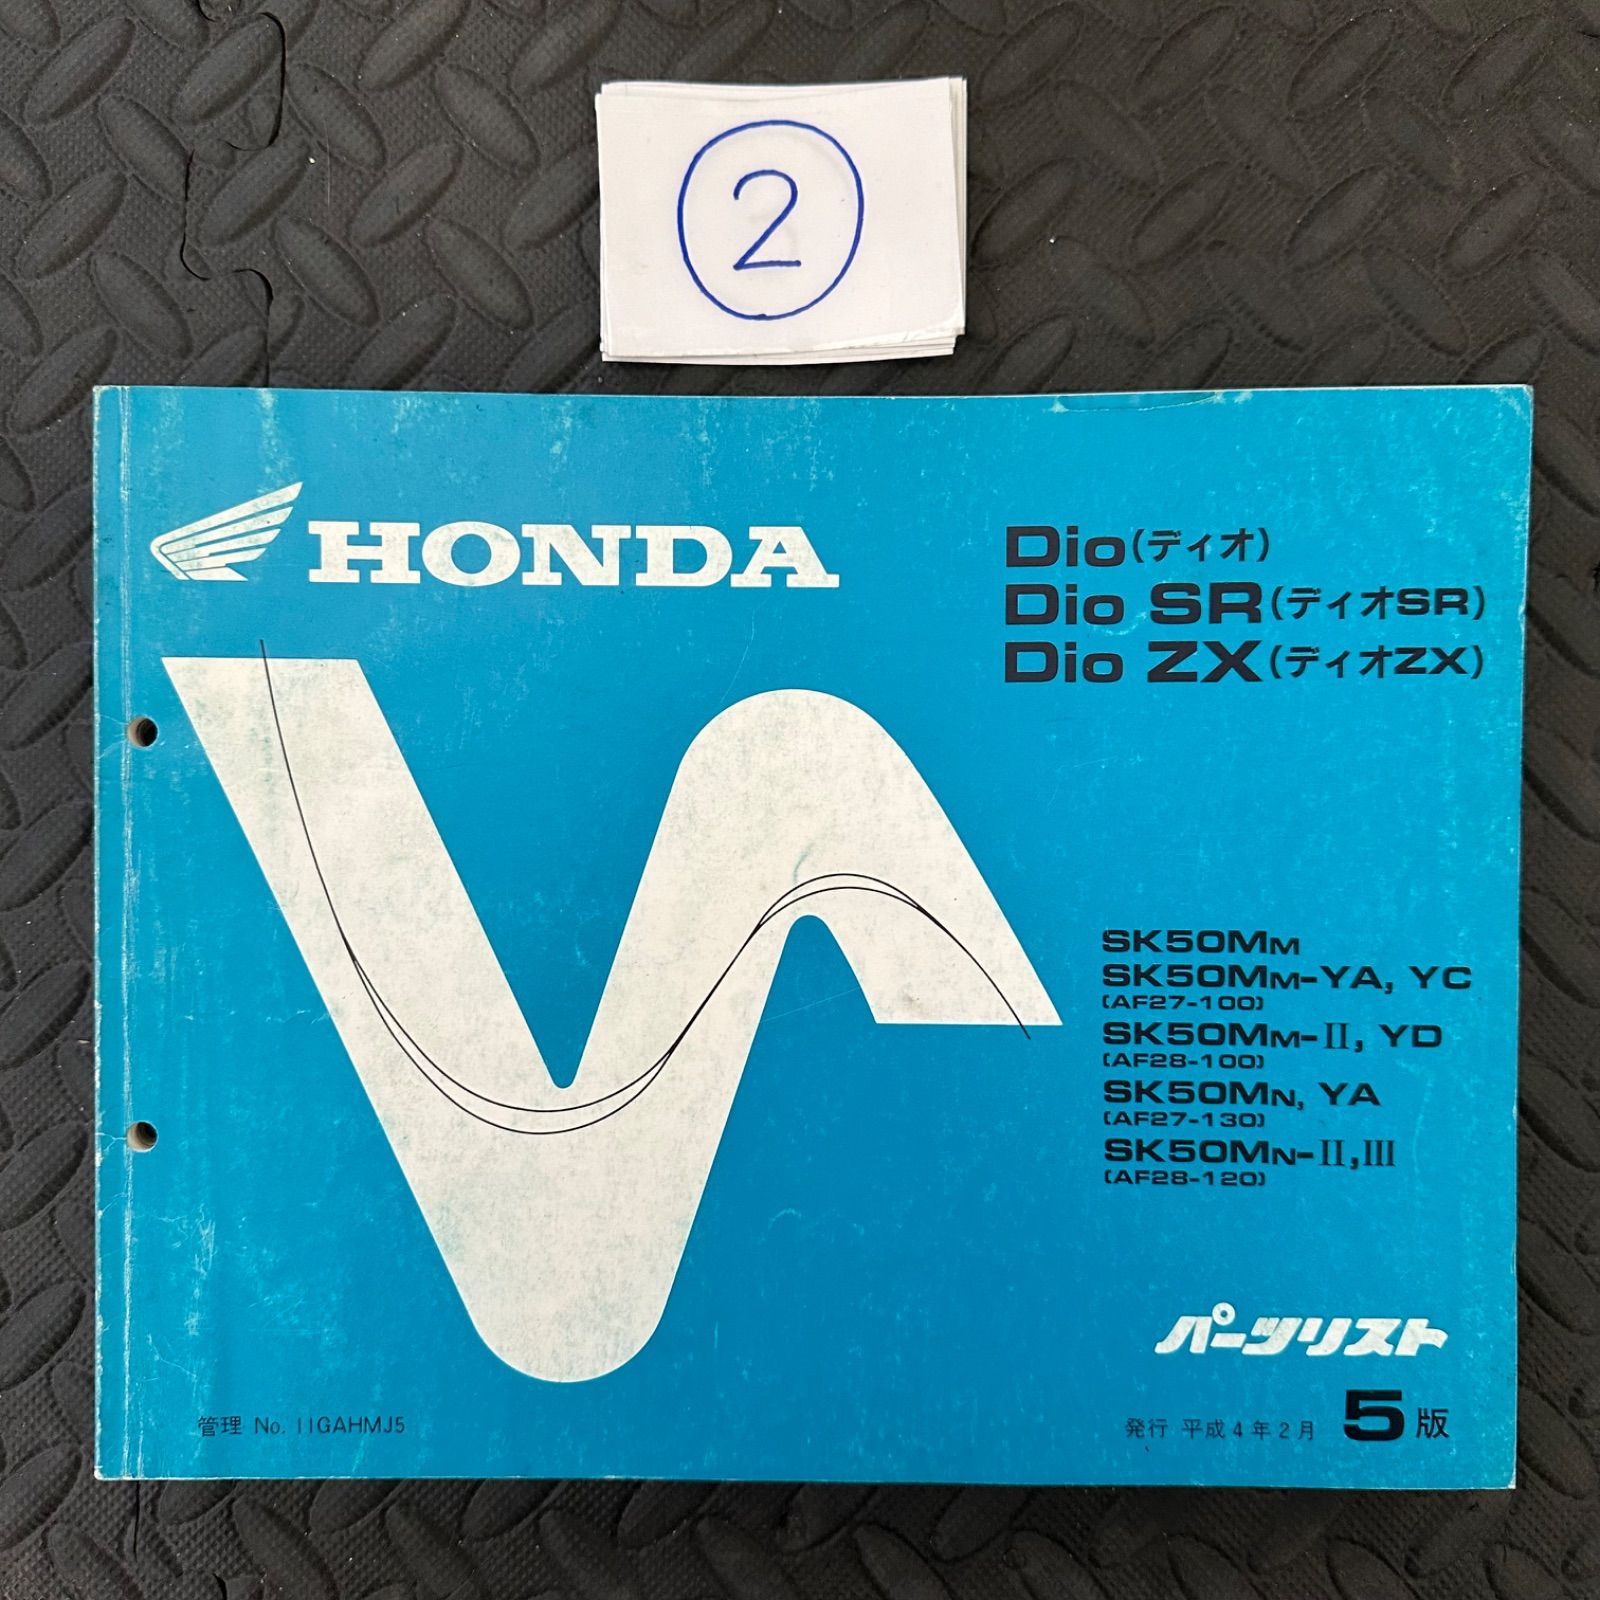 ②
HONDA
Dio(ディオ)
Dio SR(ディオSR)
Dio ZX(ディオZX)
SK50MM
SK50MM-YA, YC
(AF27-100)
SK50MM-II, YD
(AF28-100)
SK50MN, YA
(AF27-130)
SK50MN-II,III
(AF28-120)
パーツリスト
管理 No. 11GAHMJ5
発行 平成4年2月 5版